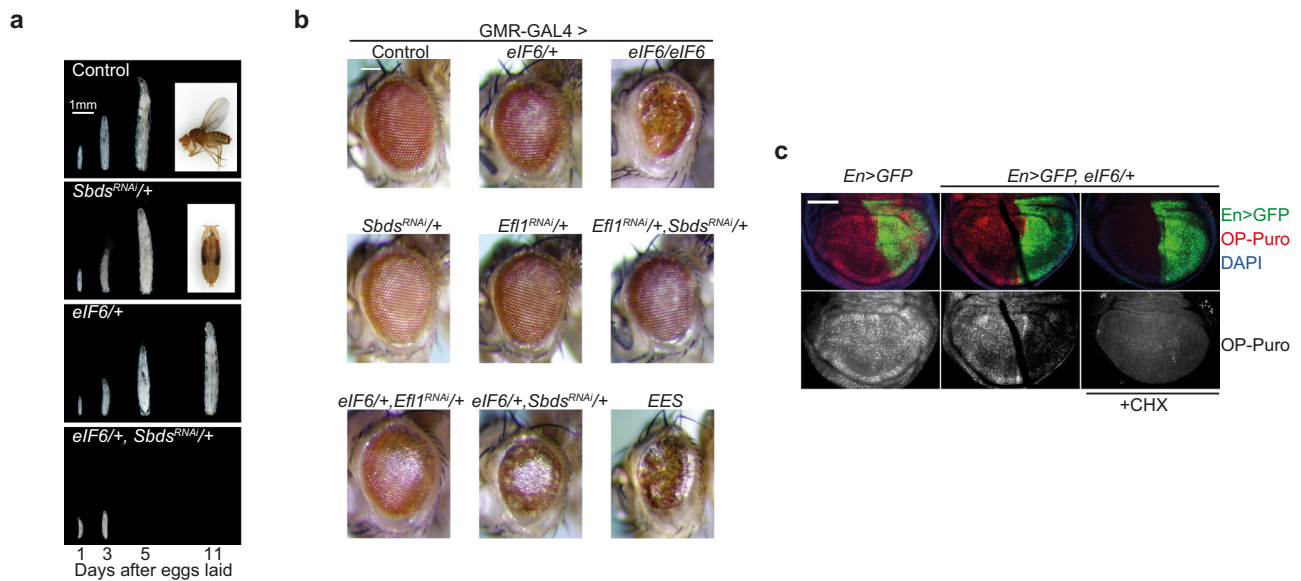 a
Control
1mm
Sbds^RNAi/+
eIF6/+
eIF6/+, Sbds^RNAi/+
1 3 5 11
Days after eggs laid
b
GMR-GAL4 >
Control eIF6/+ eIF6/eIF6
Sbds^RNAi/+ Efl1^RNAi/+ Efl1^RNAi/+,Sbds^RNAi/+
eIF6/+,Efl1^RNAi/+ eIF6/+,Sbds^RNAi/+ EES
c
En>GFP En>GFP, eIF6/+
En>GFP
OP-Puro
DAPI
OP-Puro
+CHX